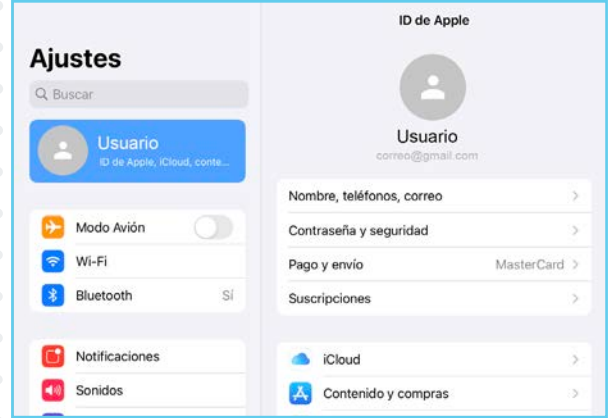 Ajustes
Buscar
Usuario
ID de Apple, iCloud, conte...
Modo Avión
Wi-Fi
Bluetooth Sí
Notificaciones
Sonidos
ID de Apple
Usuario
correo@gmail.com
Nombre, teléfonos, correo
Contraseña y seguridad
Pago y envío MasterCard
Suscripciones
iCloud
Contenido y compras